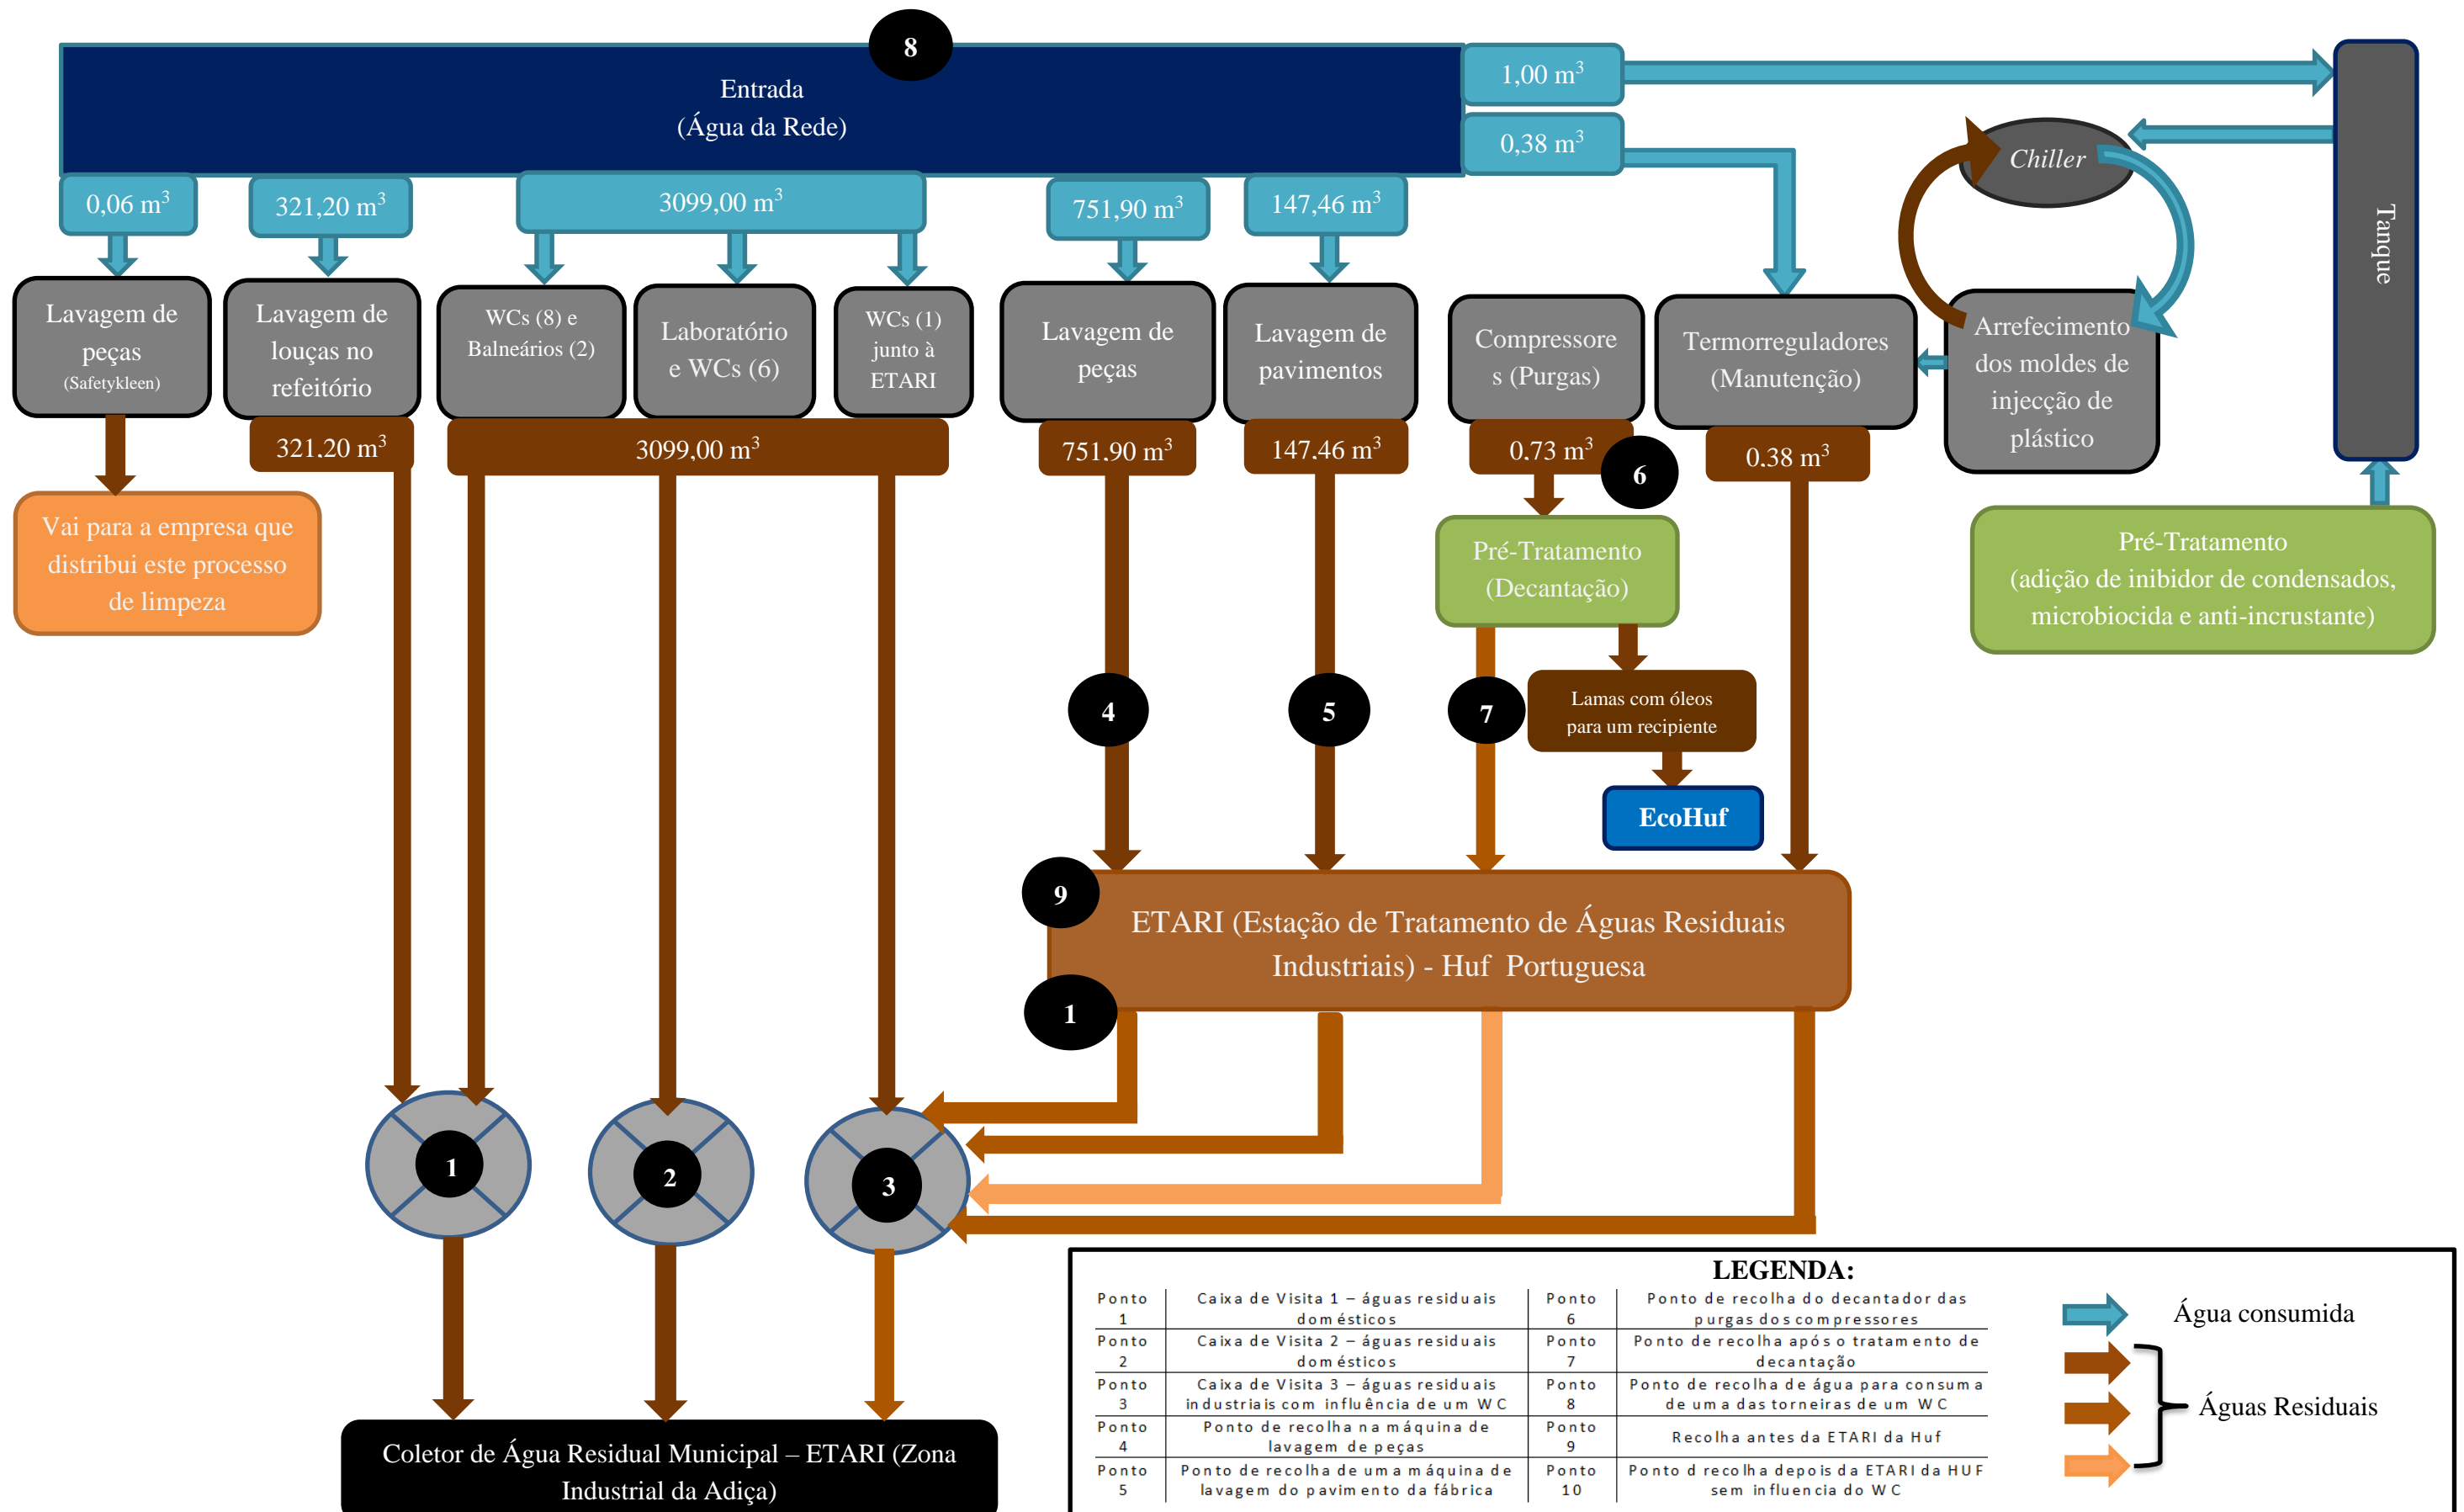 8
Entrada
(Água da Rede)
1,00 m³
0,38 m³
0,06 m³
321,20 m³
3099,00 m³
751,90 m³
147,46 m³
Chiller
Tanque
Lavagem de
peças
(Safetykleen)
Lavagem de
louças no
refeitório
WCs (8) e
Balneários (2)
Laboratório
e WCs (6)
WCs (1)
junto à
ETARI
Lavagem de
peças
Lavagem de
pavimentos
Compressore
s (Purgas)
Termorreguladores
(Manutenção)
Arrefecimento
dos moldes de
injecção de
plástico
321,20 m³
3099,00 m³
751,90 m³
147,46 m³
0,73 m³
6
0,38 m³
Vai para a empresa que
distribui este processo
de limpeza
Pré-Tratamento
(Decantação)
Pré-Tratamento
(adição de inibidor de condensados,
microbiocida e anti-incrustante)
4
5
7
Lamas com óleos
para um recipiente
EcoHuf
9
ETARI (Estação de Tratamento de Águas Residuais
Industriais) - Huf Portuguesa
1
1
2
3
Coletor de Água Residual Municipal – ETARI (Zona
Industrial da Adiça)
LEGENDA:
Ponto 1 Caixa de Visita 1 – águas residuais domésticos
Ponto 6 Ponto de recolha do decantador das purgas dos compressores
Ponto 2 Caixa de Visita 2 – águas residuais domésticos
Ponto 7 Ponto de recolha após o tratamento de decantação
Ponto 3 Caixa de Visita 3 – águas residuais industriais com influência de um WC
Ponto 8 Ponto de recolha de água para consuma de uma das torneiras de um WC
Ponto 4 Ponto de recolha na máquina de lavagem de peças
Ponto 9 Recolha antes da ETARI da Huf
Ponto 5 Ponto de recolha de uma máquina de lavagem do pavimento da fábrica
Ponto 10 Ponto d recolha depois da ETARI da HUF sem influencia do WC
Água consumida
Águas Residuais